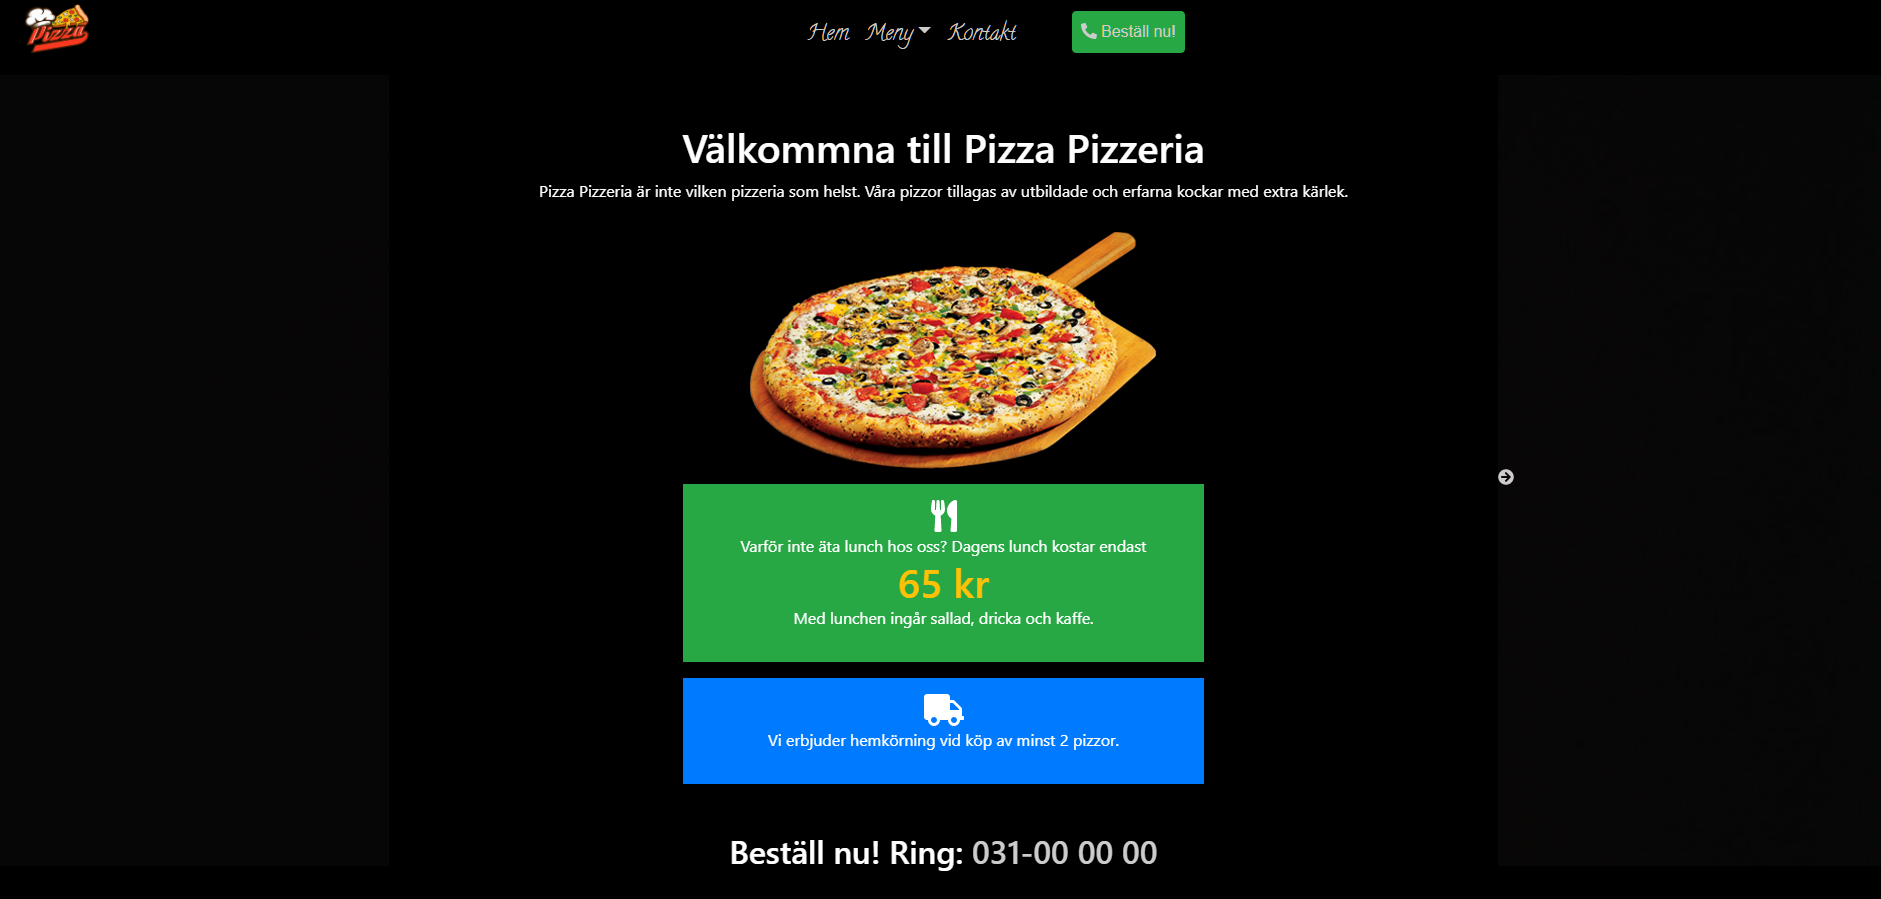 Pizza
Hem Meny Kontakt Beställ nu!
Välkommna till Pizza Pizzeria
Pizza Pizzeria är inte vilken pizzeria som helst. Våra pizzor tillagas av utbildade och erfarna kockar med extra kärlek.
Varför inte äta lunch hos oss? Dagens lunch kostar endast
65 kr
Med lunchen ingår sallad, dricka och kaffe.
Vi erbjuder hemkörning vid köp av minst 2 pizzor.
Beställ nu! Ring: 031-00 00 00